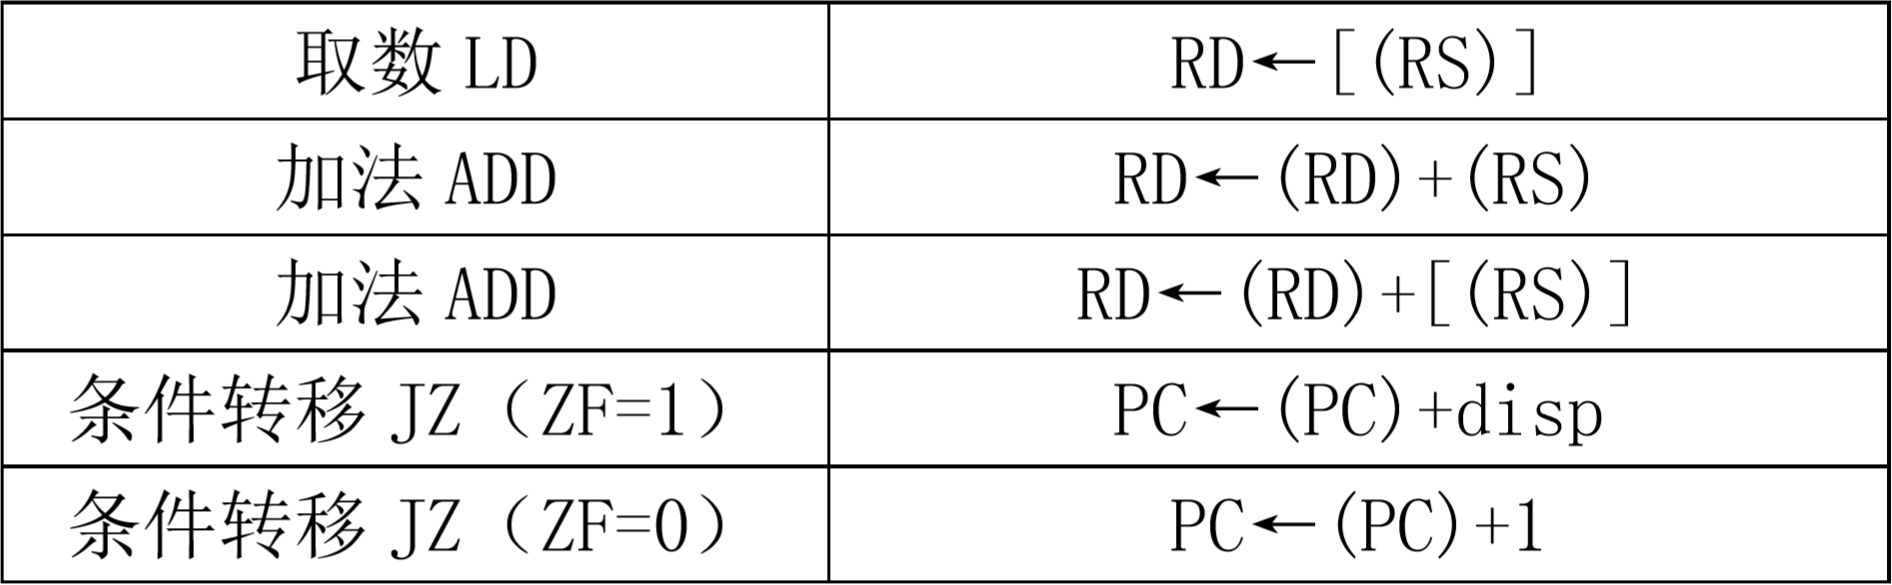 取数 LD RD←[(RS)]
加法 ADD RD←(RD)+(RS)
加法 ADD RD←(RD)+[(RS)]
条件转移 JZ（ZF=1） PC←(PC)+disp
条件转移 JZ（ZF=0） PC←(PC)+1